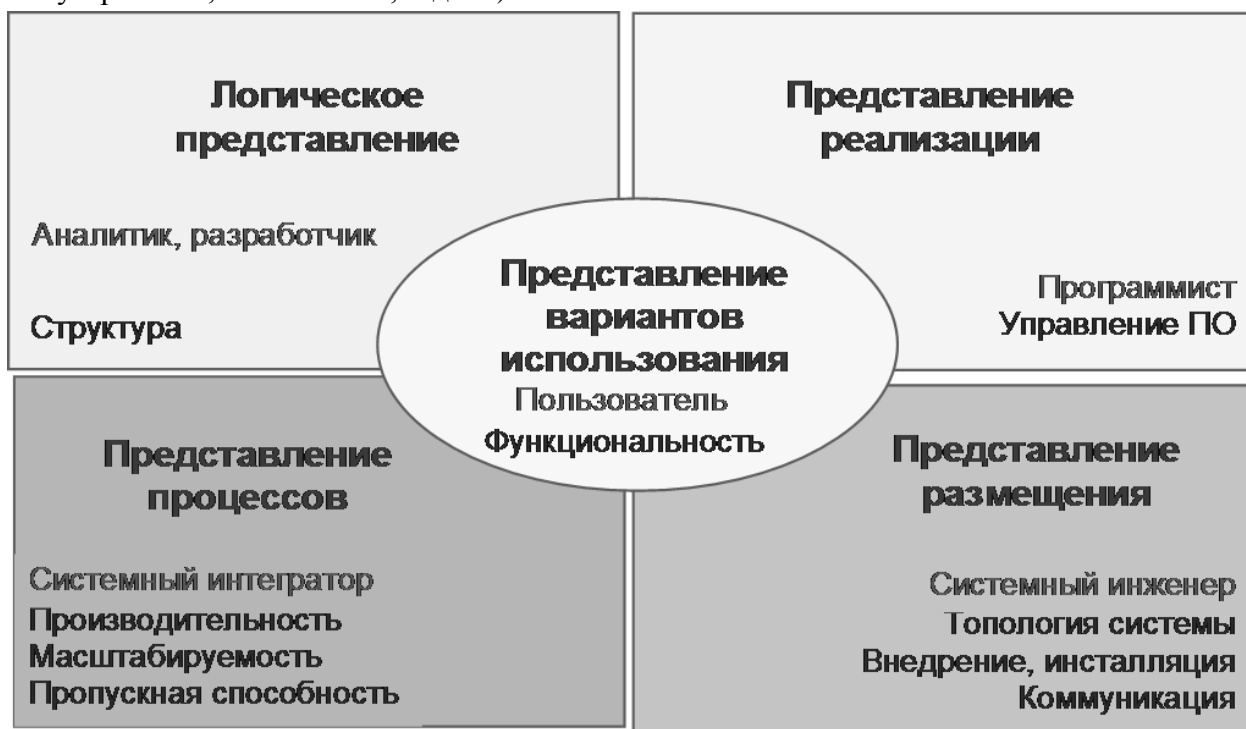 Логическое
представление
Аналитик, разработчик
Структура
Представление
реализации
Программист
Управление ПО
Представление
вариантов
использования
Пользователь
Функциональность
Представление
процессов
Системный интегратор
Производительность
Масштабируемость
Пропускная способность
Представление
размещения
Системный инженер
Топология системы
Внедрение, инсталляция
Коммуникация